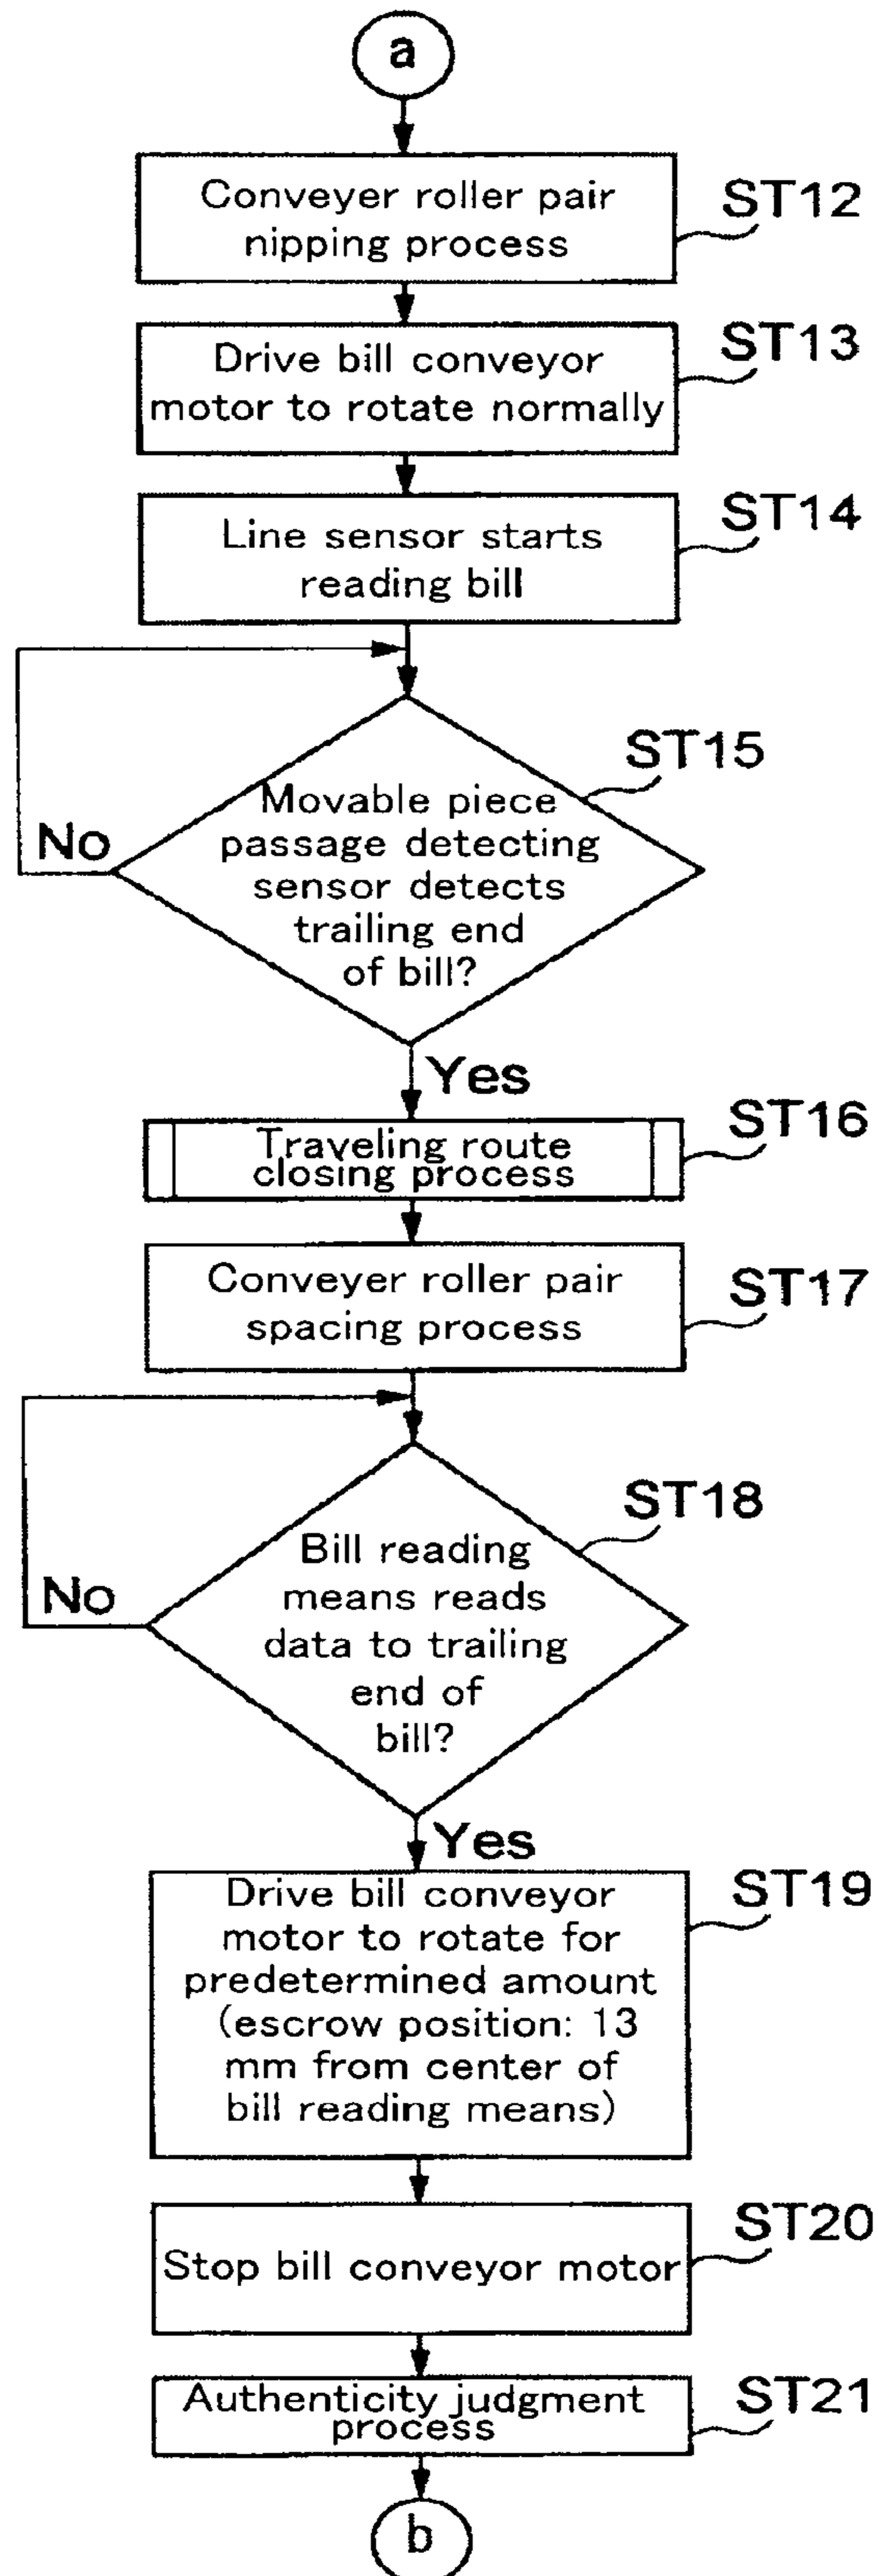 a
Conveyer roller pair
nipping process
ST12
Drive bill conveyor
motor to rotate normally
ST13
Line sensor starts
reading bill
ST14
Movable piece
passage detecting
sensor detects
trailing end
of bill?
ST15
No
Yes
Traveling route
closing process
ST16
Conveyer roller pair
spacing process
ST17
Bill reading
means reads
data to trailing
end of
bill?
ST18
No
Yes
Drive bill conveyor
motor to rotate for
predetermined amount
(escrow position: 13
mm from center of
bill reading means)
ST19
Stop bill conveyor motor
ST20
Authenticity judgment
process
ST21
b